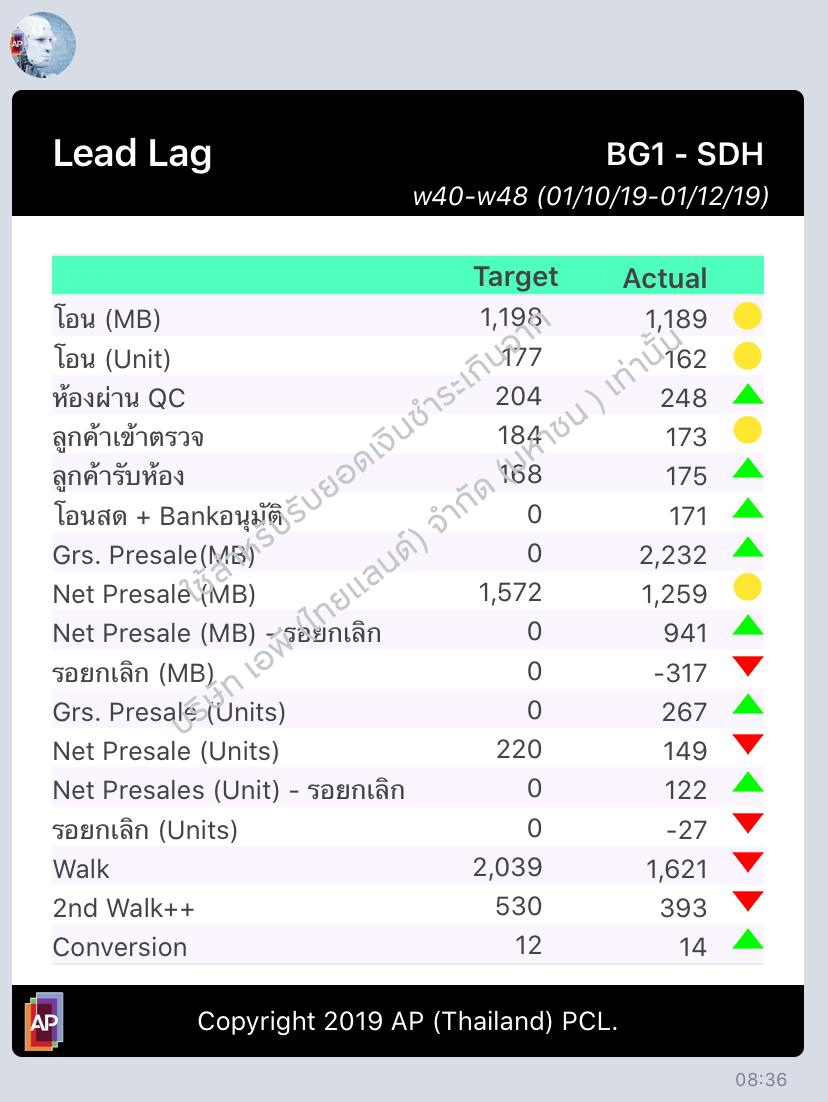 AP
Lead Lag
BG1 - SDH
w40-w48 (01/10/19-01/12/19)
Target Actual
โอน (MB) 1,198 1,189
โอน (Unit) 177 162
ห้องผ่าน QC 204 248
ลูกค้าเข้าตรวจ 184 173
ลูกค้ารับห้อง 168 175
โอนสด + Bankอนุมัติ 0 171
Grs. Presale(MB) 0 2,232
Net Presale (MB) 1,572 1,259
Net Presale (MB) - รอยกเลิก 0 941
รอยกเลิก (MB) 0 -317
Grs. Presale (Units) 0 267
Net Presale (Units) 220 149
Net Presales (Unit) - รอยกเลิก 0 122
รอยกเลิก (Units) 0 -27
Walk 2,039 1,621
2nd Walk++ 530 393
Conversion 12 14
ใช้สำหรับรับยอดเงินชำระเกินจาก
บริษัท เอพี (ไทยแลนด์) จำกัด (มหาชน ) เท่านั้น
AP Copyright 2019 AP (Thailand) PCL.
08:36